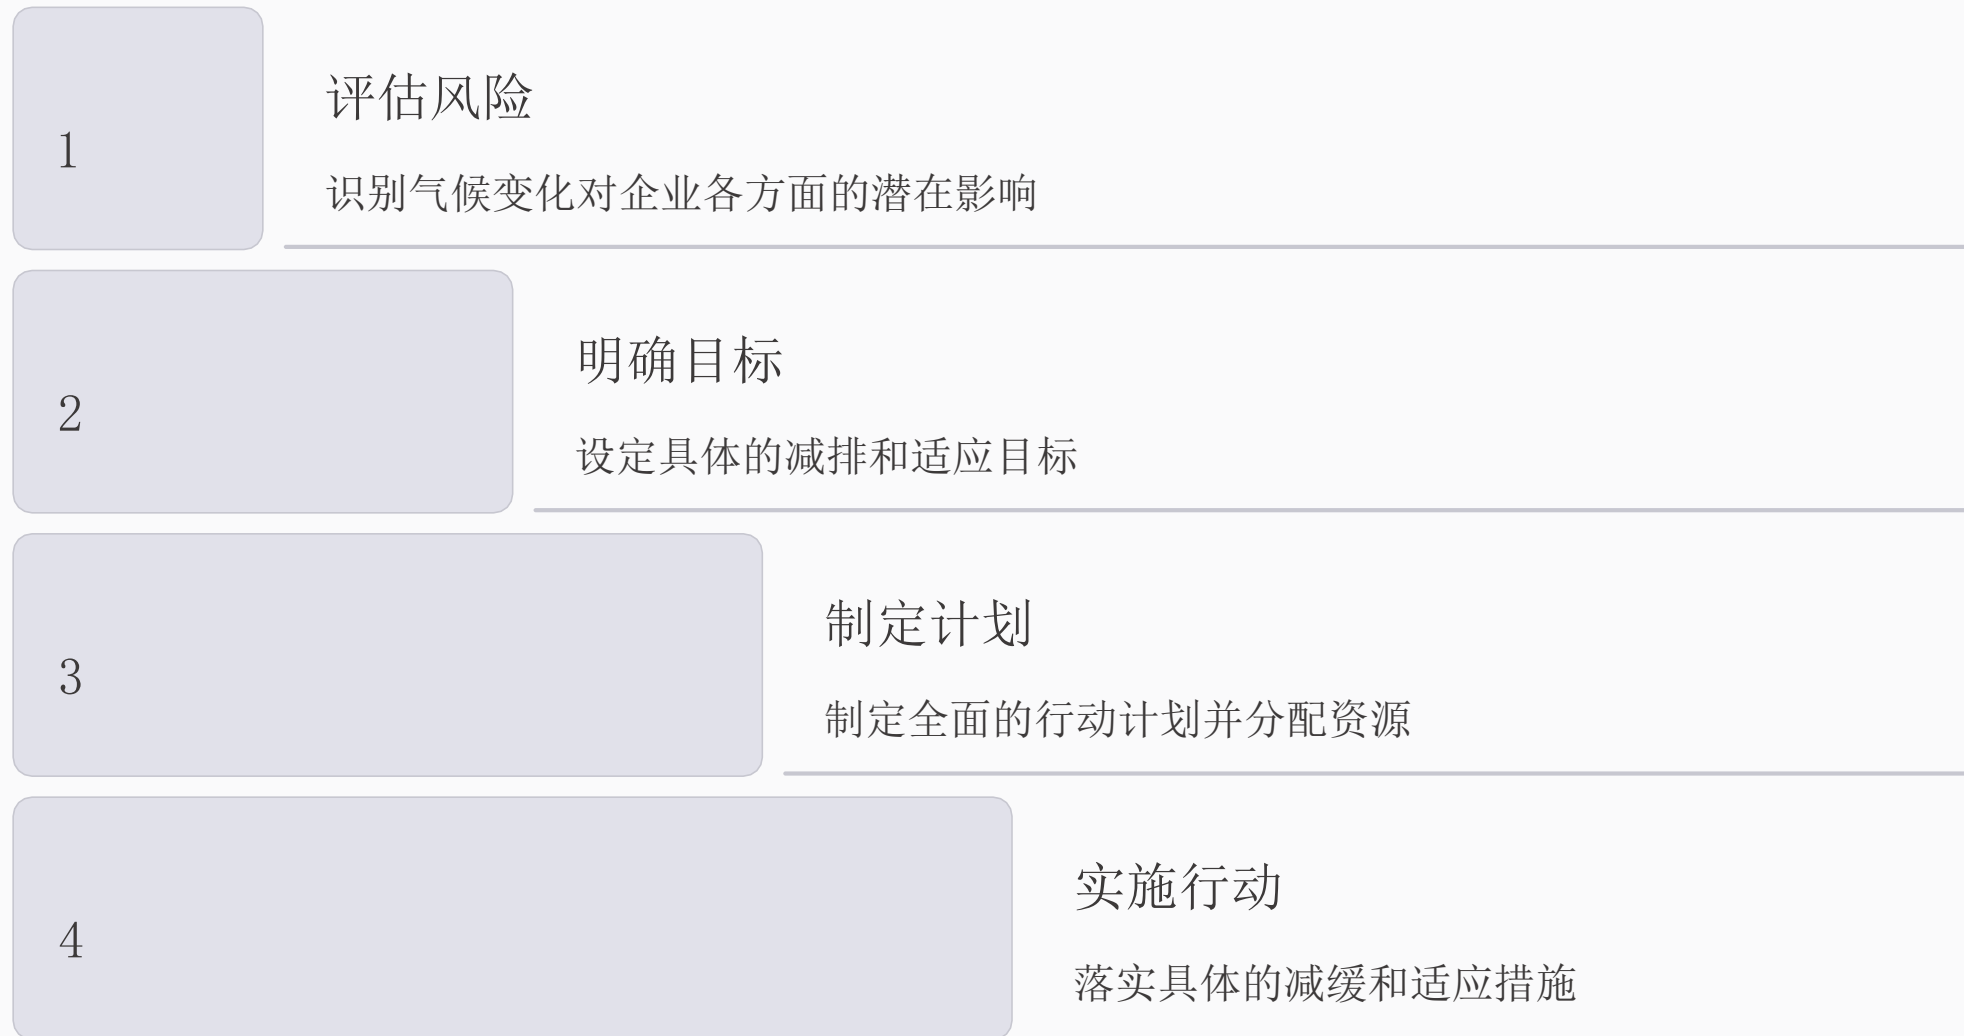 1
评估风险
识别气候变化对企业各方面的潜在影响
2
明确目标
设定具体的减排和适应目标
3
制定计划
制定全面的行动计划并分配资源
4
实施行动
落实具体的减缓和适应措施